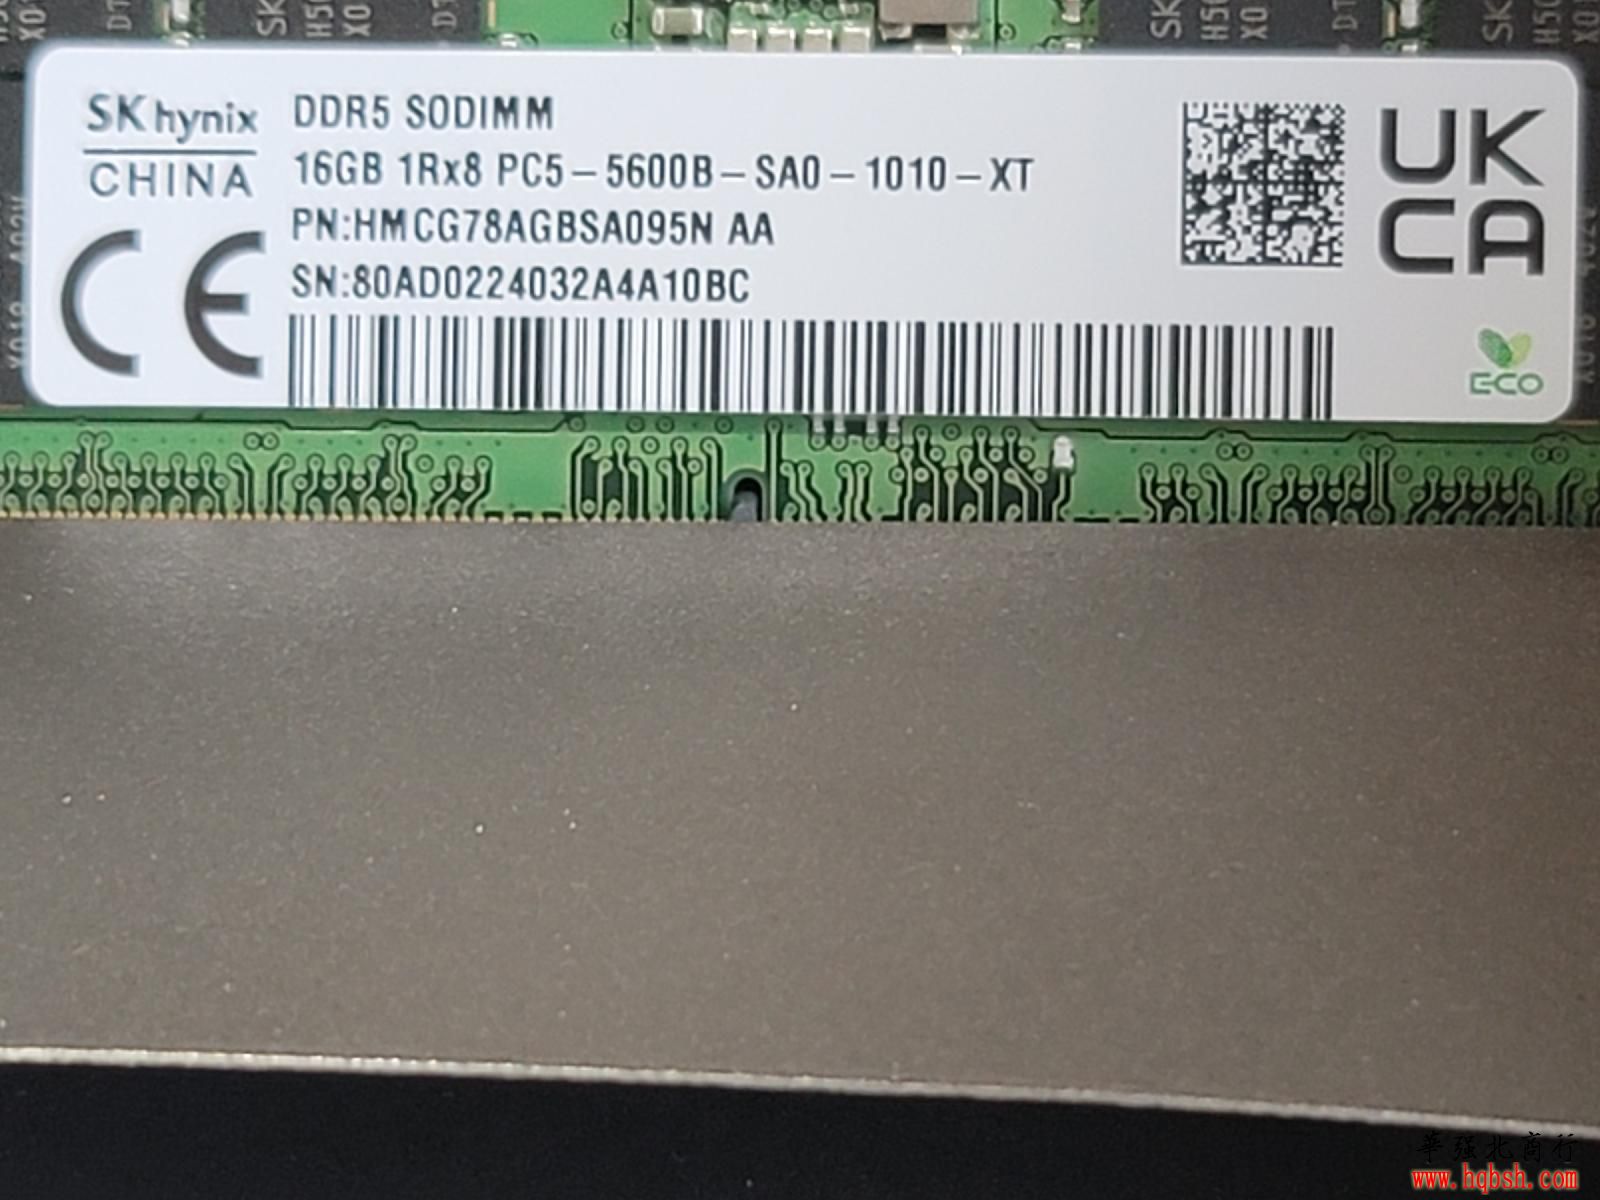 SK hynix
CHINA
DDR5 SODIMM
16GB 1Rx8 PC5-5600B-SA0-1010-XT
PN:HMCG78AGBSA095N AA
SN:80AD0224032A4A10BC
CE
UK
CA
ECO
華强北商行
www.hqbsh.com